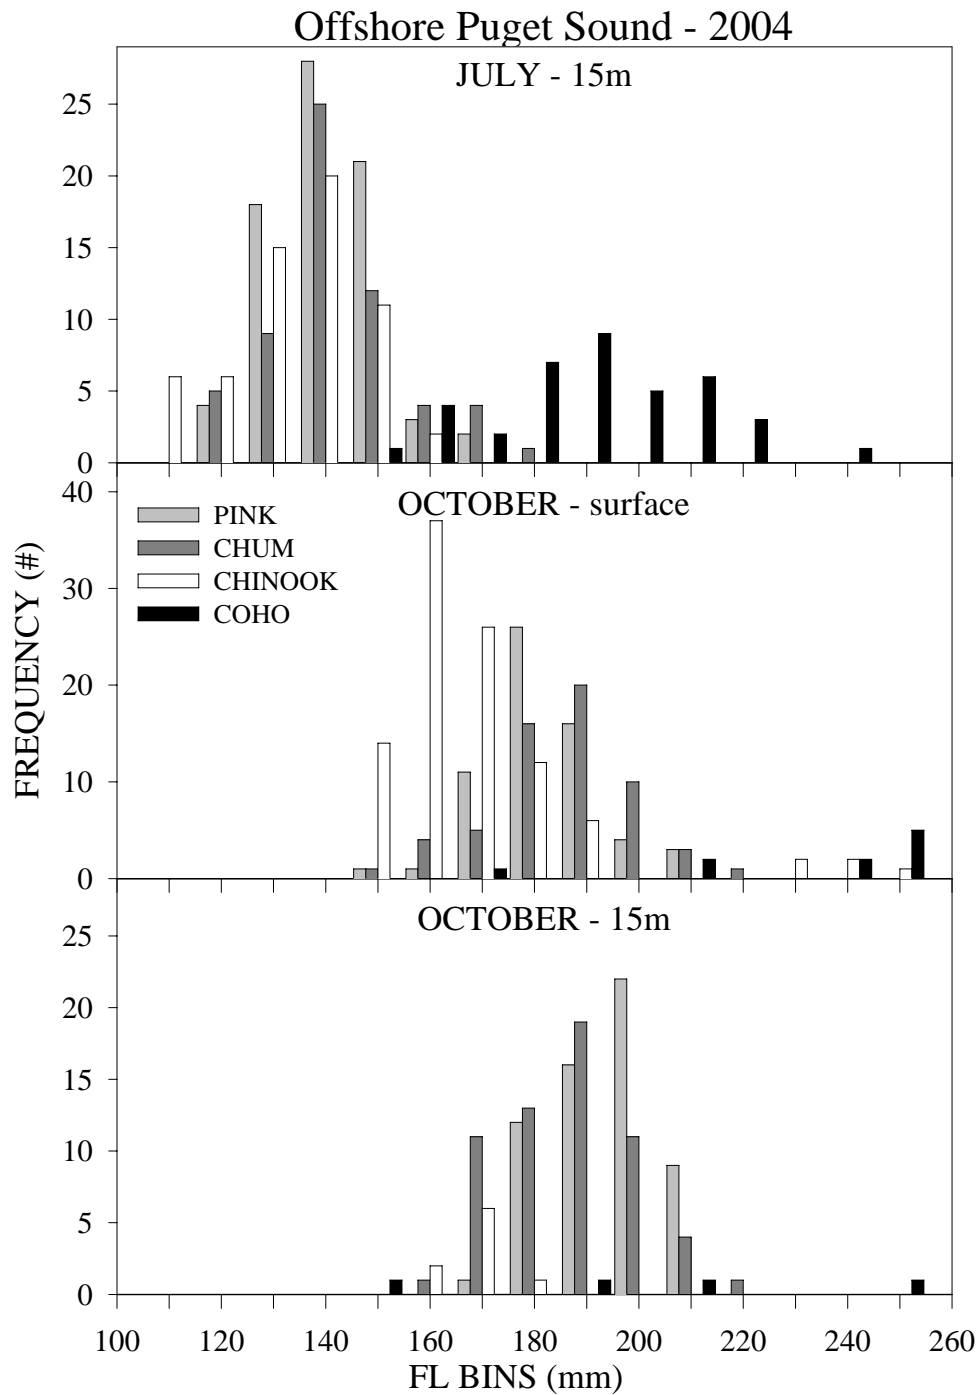 Offshore Puget Sound - 2004
JULY - 15m
25
20
15
10
5
0
OCTOBER - surface
40
30
20
10
0
PINK
CHUM
CHINOOK
COHO
FREQUENCY (#)
OCTOBER - 15m
25
20
15
10
5
0
100 120 140 160 180 200 220 240 260
FL BINS (mm)